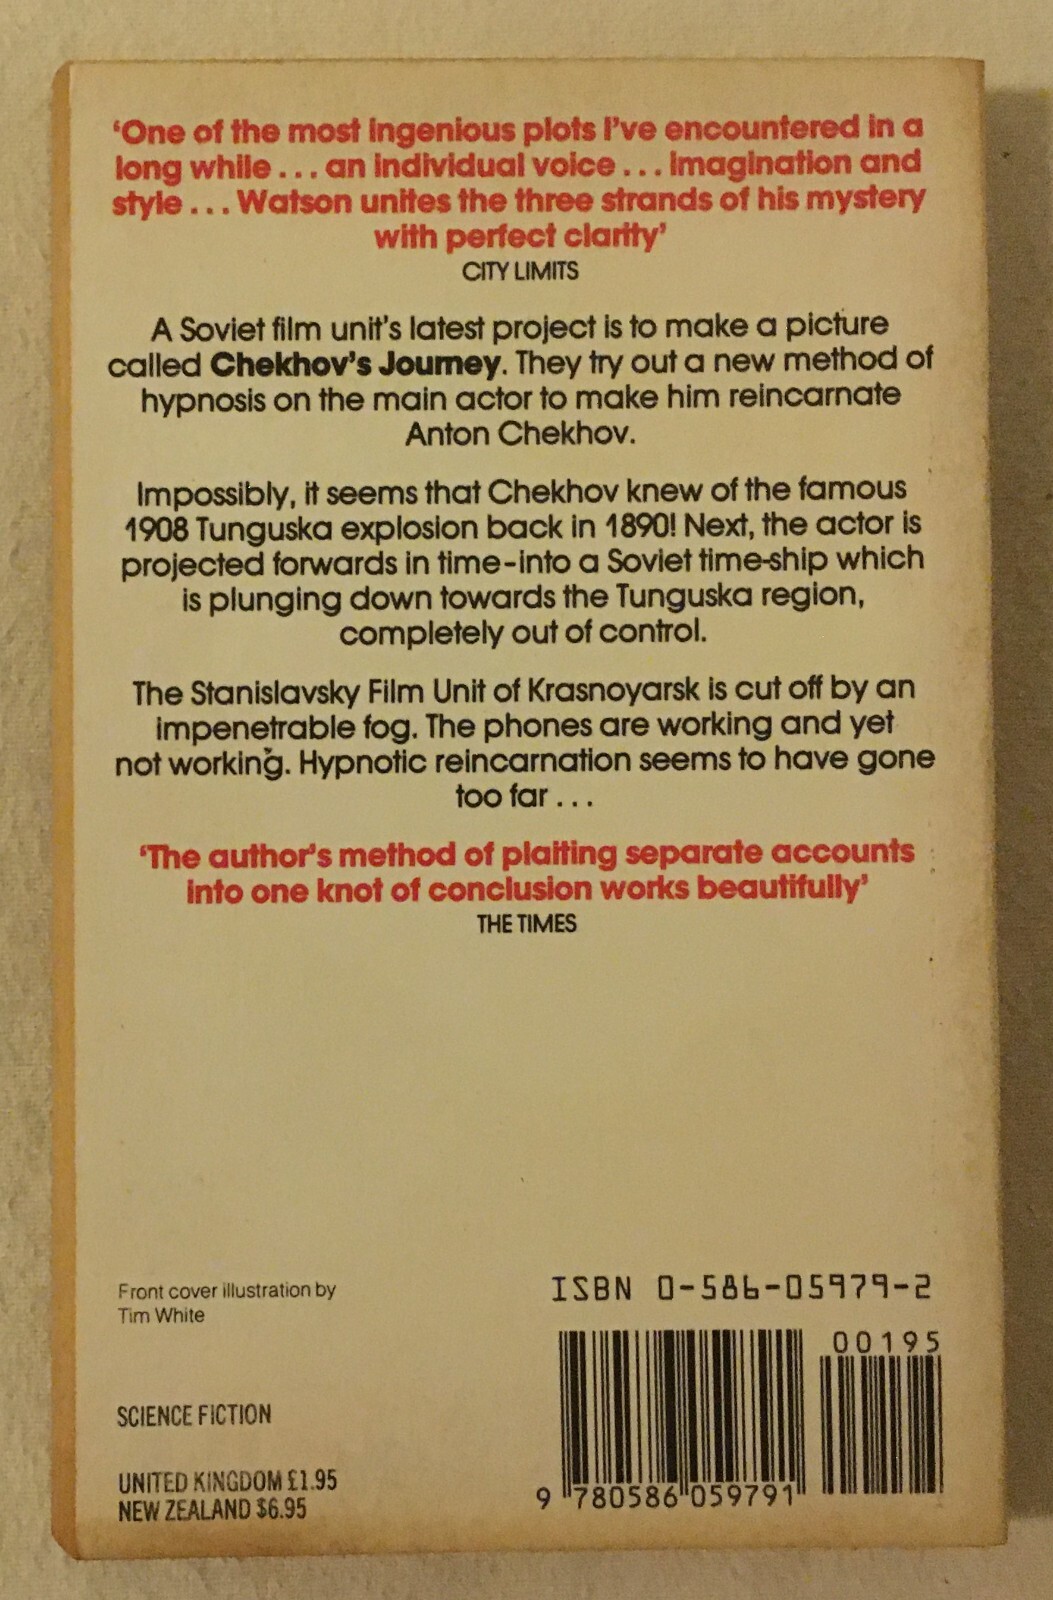 ‘One of the most ingenious plots I’ve encountered in a
long while... an individual voice... imagination and
style... Watson unites the three strands of his mystery
with perfect clarity’
CITY LIMITS
A Soviet film unit's latest project is to make a picture
called Chekhov's Journey. They try out a new method of
hypnosis on the main actor to make him reincarnate
Anton Chekhov.
Impossibly, it seems that Chekhov knew of the famous
1908 Tunguska explosion back in 1890! Next, the actor is
projected forwards in time-into a Soviet time-ship which
is plunging down towards the Tunguska region,
completely out of control.
The Stanislavsky Film Unit of Krasnoyarsk is cut off by an
impenetrable fog. The phones are working and yet
not working. Hypnotic reincarnation seems to have gone
too far...
‘The author's method of plaiting separate accounts
into one knot of conclusion works beautifully’
THE TIMES
Front cover illustration by
Tim White
SCIENCE FICTION
UNITED KINGDOM £1.95
NEW ZEALAND $6.95
ISBN 0-586-05979-2
00195
9 780586 059791